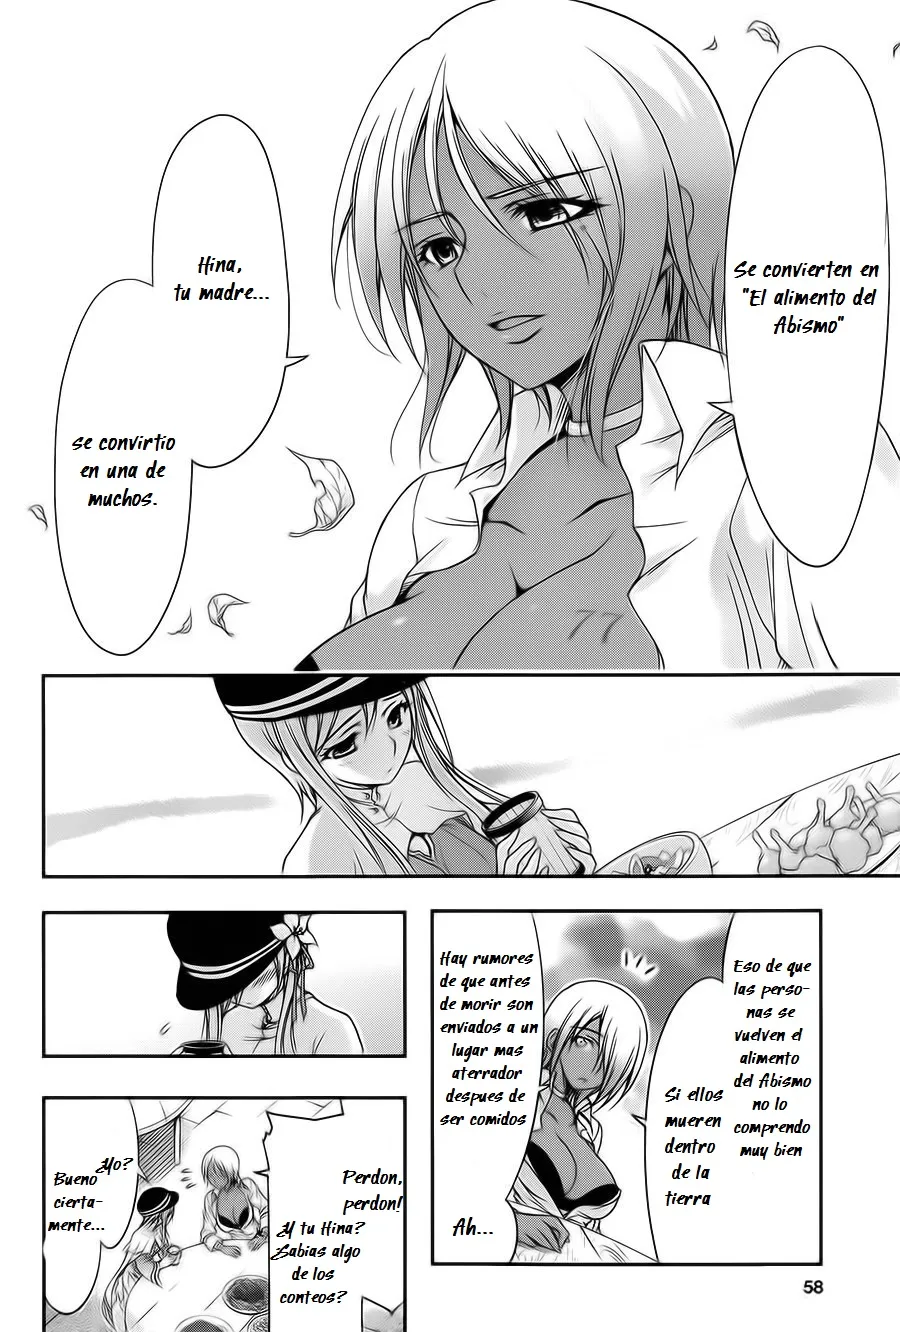 Se convierten en
"El alimento del
Abismo"
Hina,
tu madre...
Se convirtio
en una de
muchos.
77
Eso de que
las perso-
nas se
vuelven el
alimento
del Abismo
no lo
comprendo
muy bien
Si ellos
mueren
dentro
de la
tierra
Hay rumores
de que antes
de morir son
enviados a un
lugar mas
aterrador
despues de
ser comidos
Ah...
Perdon,
perdon!
Y tu Hina?
Sabias algo
de los
conteos?
Yo?
Bueno
cierta-
mente...
58